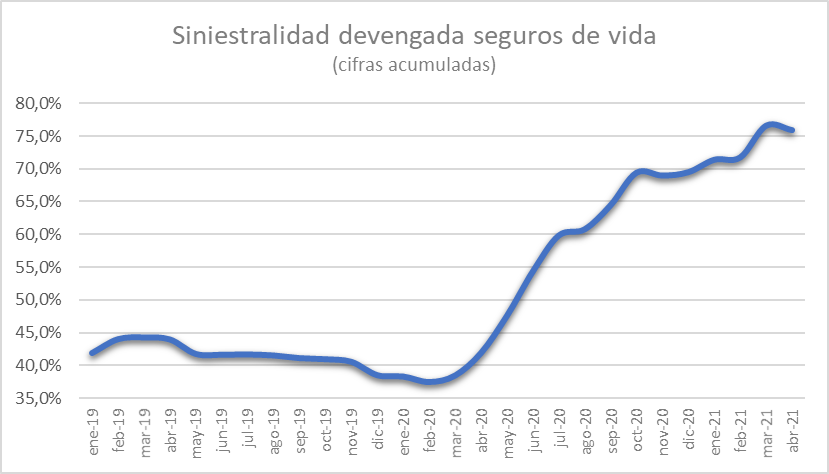 Siniestralidad devengada seguros de vida
(cifras acumuladas)
80,0%
75,0%
70,0%
65,0%
60,0%
55,0%
50,0%
45,0%
40,0%
35,0%
ene-19
feb-19
mar-19
abr-19
may-19
jun-19
jul-19
ago-19
sep-19
oct-19
nov-19
dic-19
ene-20
feb-20
mar-20
abr-20
may-20
jun-20
jul-20
ago-20
sep-20
oct-20
nov-20
dic-20
ene-21
feb-21
mar-21
abr-21